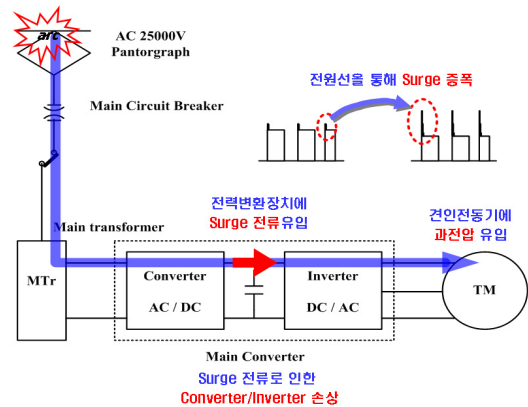 arc
AC 25000V
Pantorgraph
Main Circuit Breaker
전원선을 통해 Surge 증폭
전력변환장치에
Surge 전류유입
견인전동기에
과전압 유입
Main transformer
MTr
Converter
AC / DC
Inverter
DC / AC
TM
Main Converter
Surge 전류로 인한
Converter/Inverter 손상